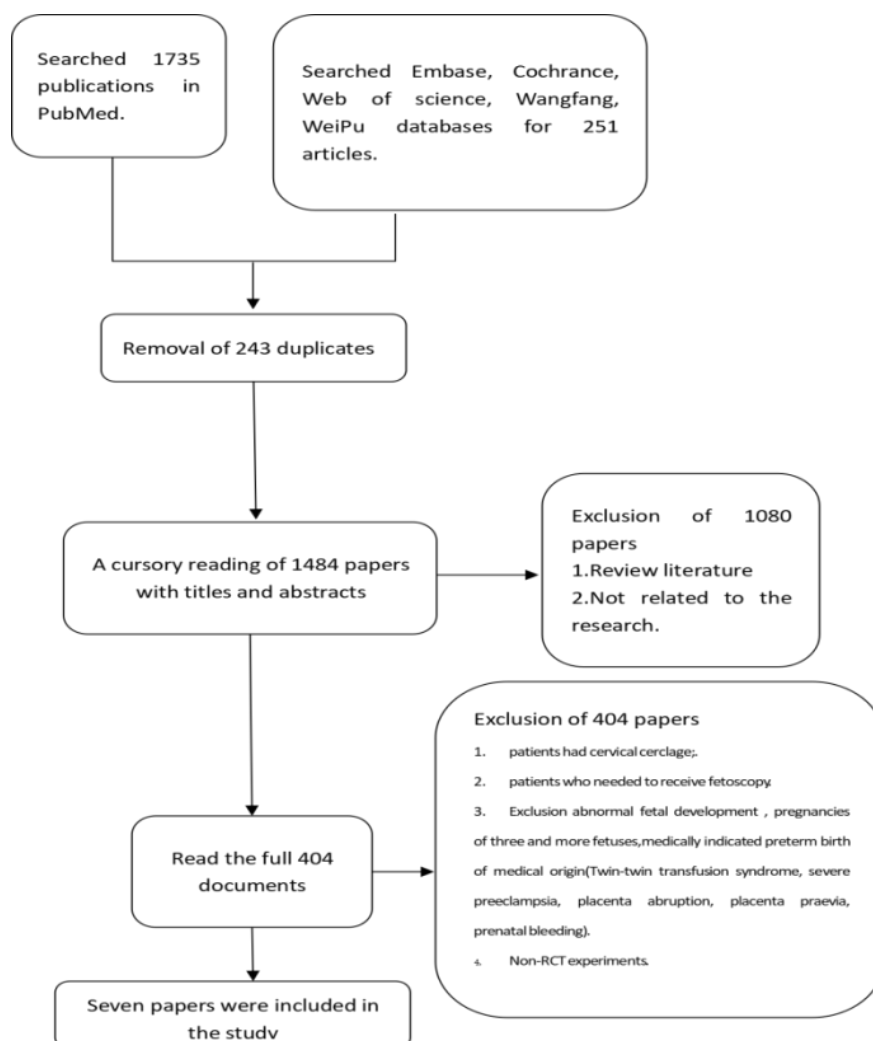 Searched 1735
publications in
PubMed.
Searched Embase, Cochrance,
Web of science, Wangfang,
WeiPu databases for 251
articles.
Removal of 243 duplicates
A cursory reading of 1484 papers
with titles and abstracts
Exclusion of 1080
papers
1.Review literature
2.Not related to the
research.
Read the full 404
documents
Exclusion of 404 papers
1. patients had cervical cerclage;.
2. patients who needed to receive fetoscopy.
3. Exclusion abnormal fetal development , pregnancies
of three and more fetuses,medically indicated preterm birth
of medical origin(Twin-twin transfusion syndrome, severe
preeclampsia, placenta abruption, placenta praevia,
prenatal bleeding).
4. Non-RCT experiments.
Seven papers were included in
the study